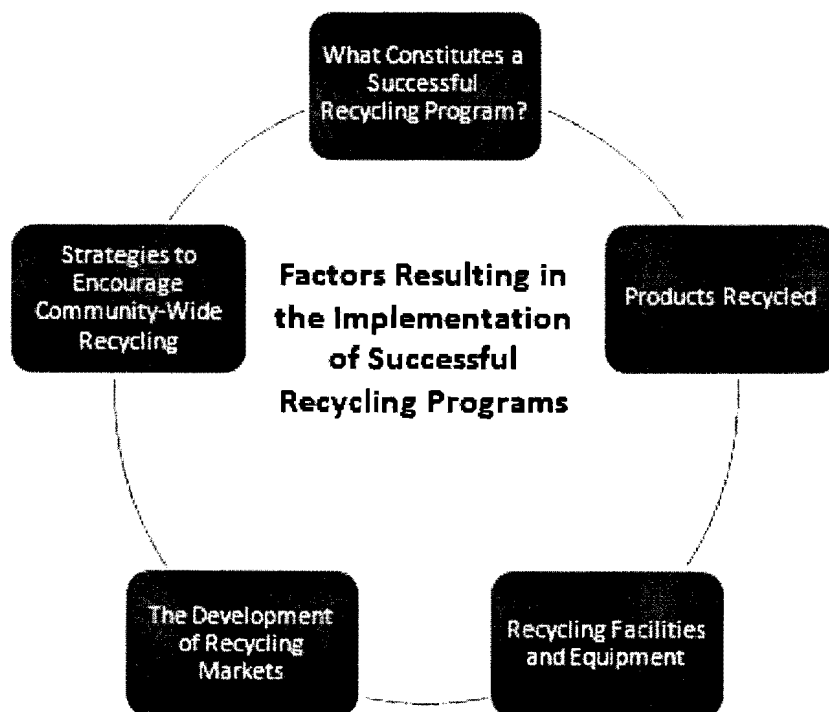 What Constitutes a
Successful
Recycling Program?
Strategies to
Encourage
Community-Wide
Recycling
Factors Resulting in
the Implementation
of Successful
Recycling Programs
Products Recycled
The Development
of Recycling
Markets
Recycling Facilities
and Equipment